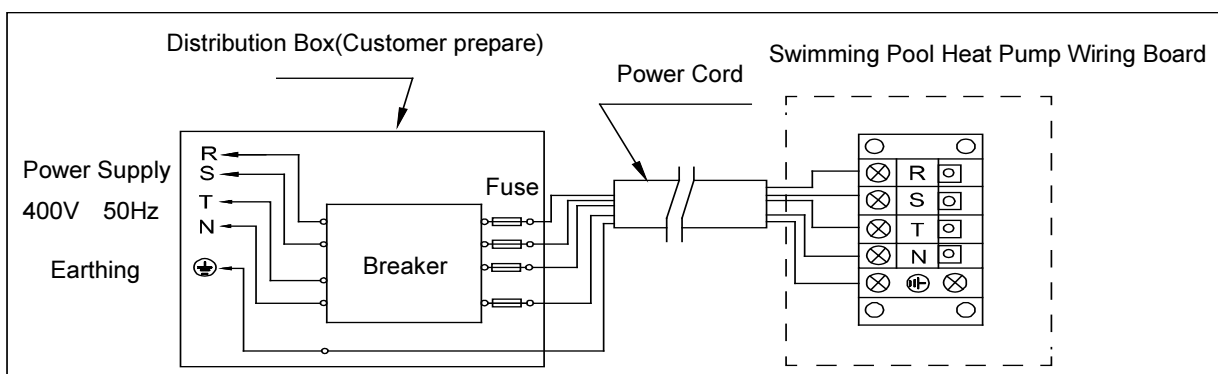 Distribution Box(Customer prepare)
Power Cord
Swimming Pool Heat Pump Wiring Board
Power Supply
400V 50Hz
Earthing
R
S
T
N
Breaker
Fuse
R
S
T
N